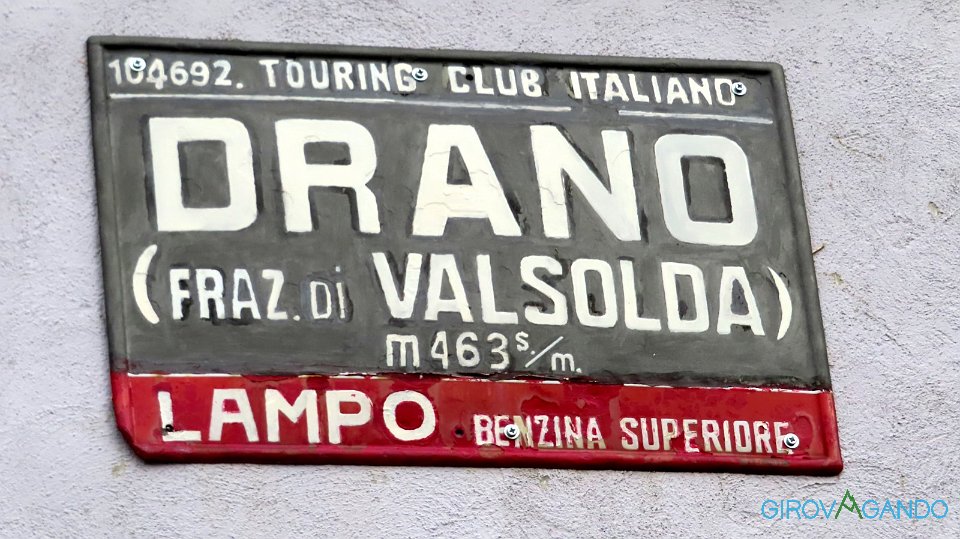 104692. TOURING CLUB ITALIANO
DRANO
(FRAZ. Di VALSOLDA)
m 463 s./m.
LAMPO BENZINA SUPERIORE
GIROVAGANDO